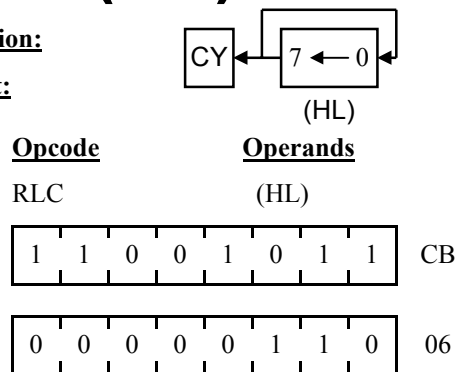 ion:
CY 7 0
t:
(HL)
Opcode Operands
RLC (HL)
1 1 0 0 1 0 1 1 CB
0 0 0 0 0 1 1 0 06